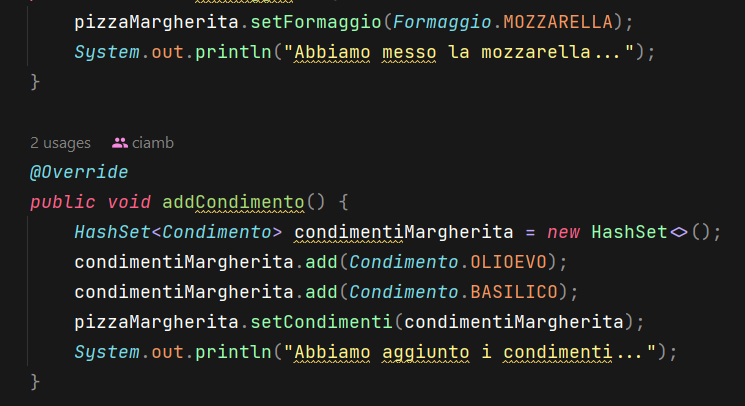 pizzaMargherita.setFormaggio(Formaggio.MOZZARELLA);
System.out.println("Abbiamo messo la mozzarella...");
}
2 usages ciamb
@Override
public void addCondimento() {
HashSet<Condimento> condimentiMargherita = new HashSet<>();
condimentiMargherita.add(Condimento.OLIOEVO);
condimentiMargherita.add(Condimento.BASILICO);
pizzaMargherita.setCondimenti(condimentiMargherita);
System.out.println("Abbiamo aggiunto i condimenti...");
}